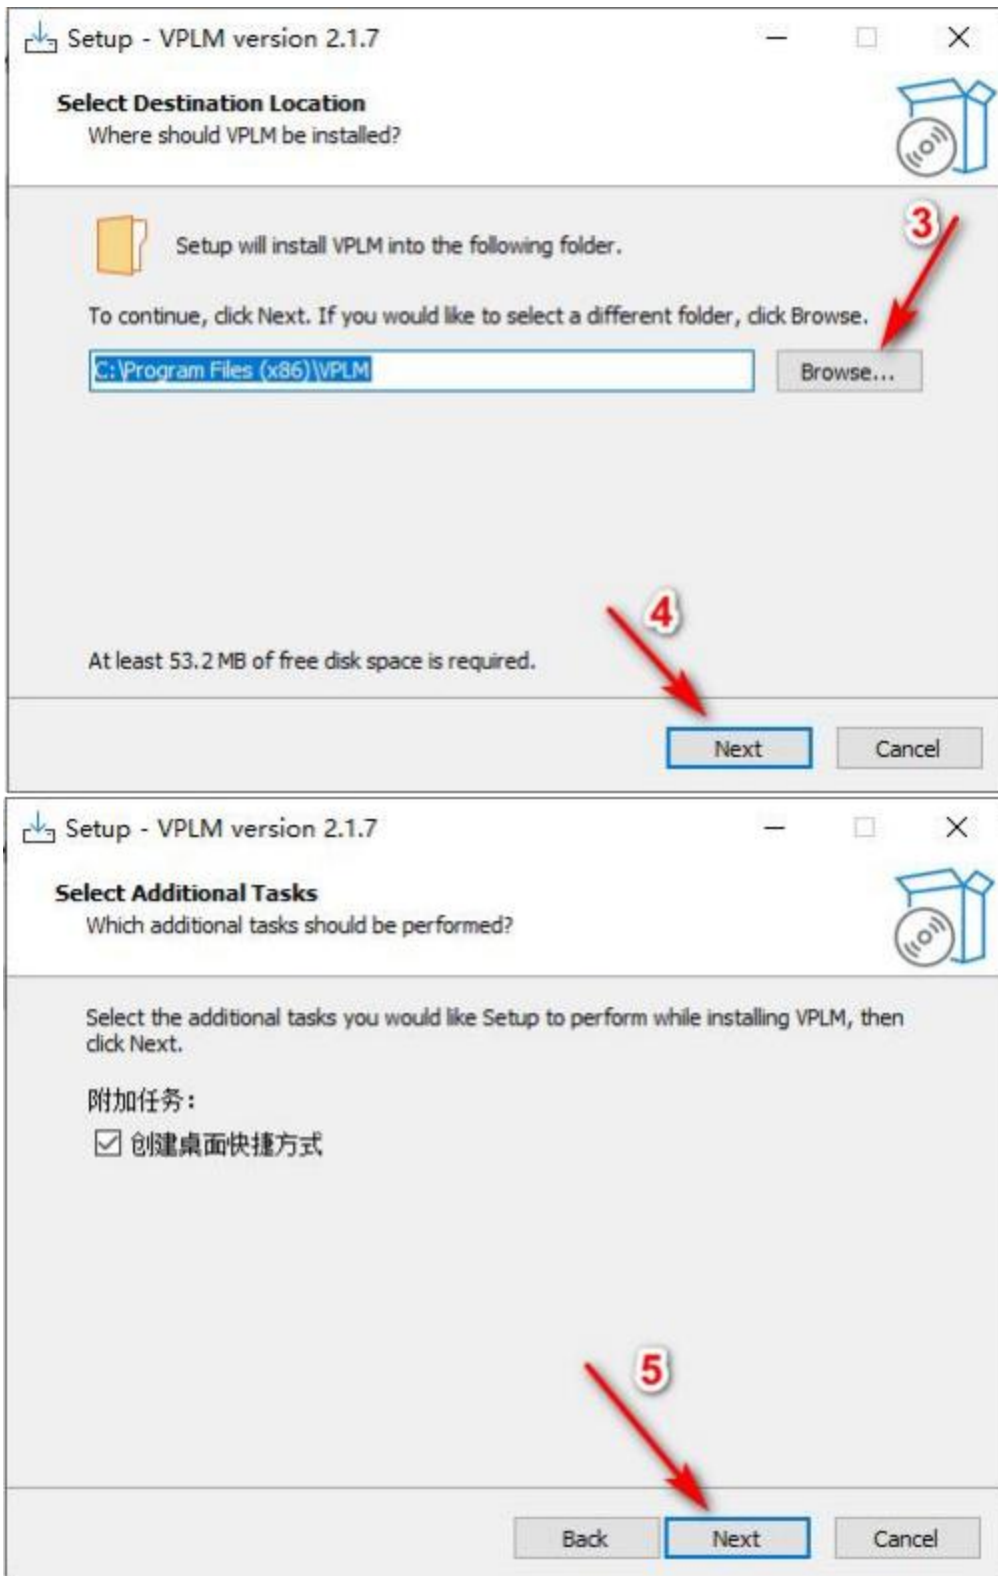 Setup - VPLM version 2.1.7
Select Destination Location
Where should VPLM be installed?
3
Setup will install VPLM into the following folder.
To continue, click Next. If you would like to select a different folder, click Browse.
C:\Program Files (x86)\VPLM
Browse...
4
At least 53.2 MB of free disk space is required.
Next
Cancel
Setup - VPLM version 2.1.7
Select Additional Tasks
Which additional tasks should be performed?
Select the additional tasks you would like Setup to perform while installing VPLM, then
click Next.
附加任务:
创建桌面快捷方式
5
Back
Next
Cancel